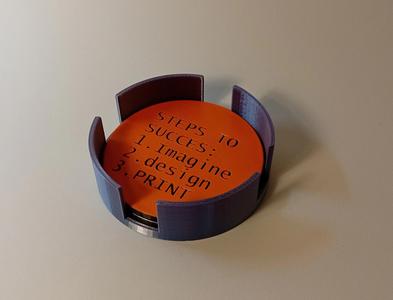 STEPS TO
SUCCES:
1.Imagine
2.design
3.PRINT